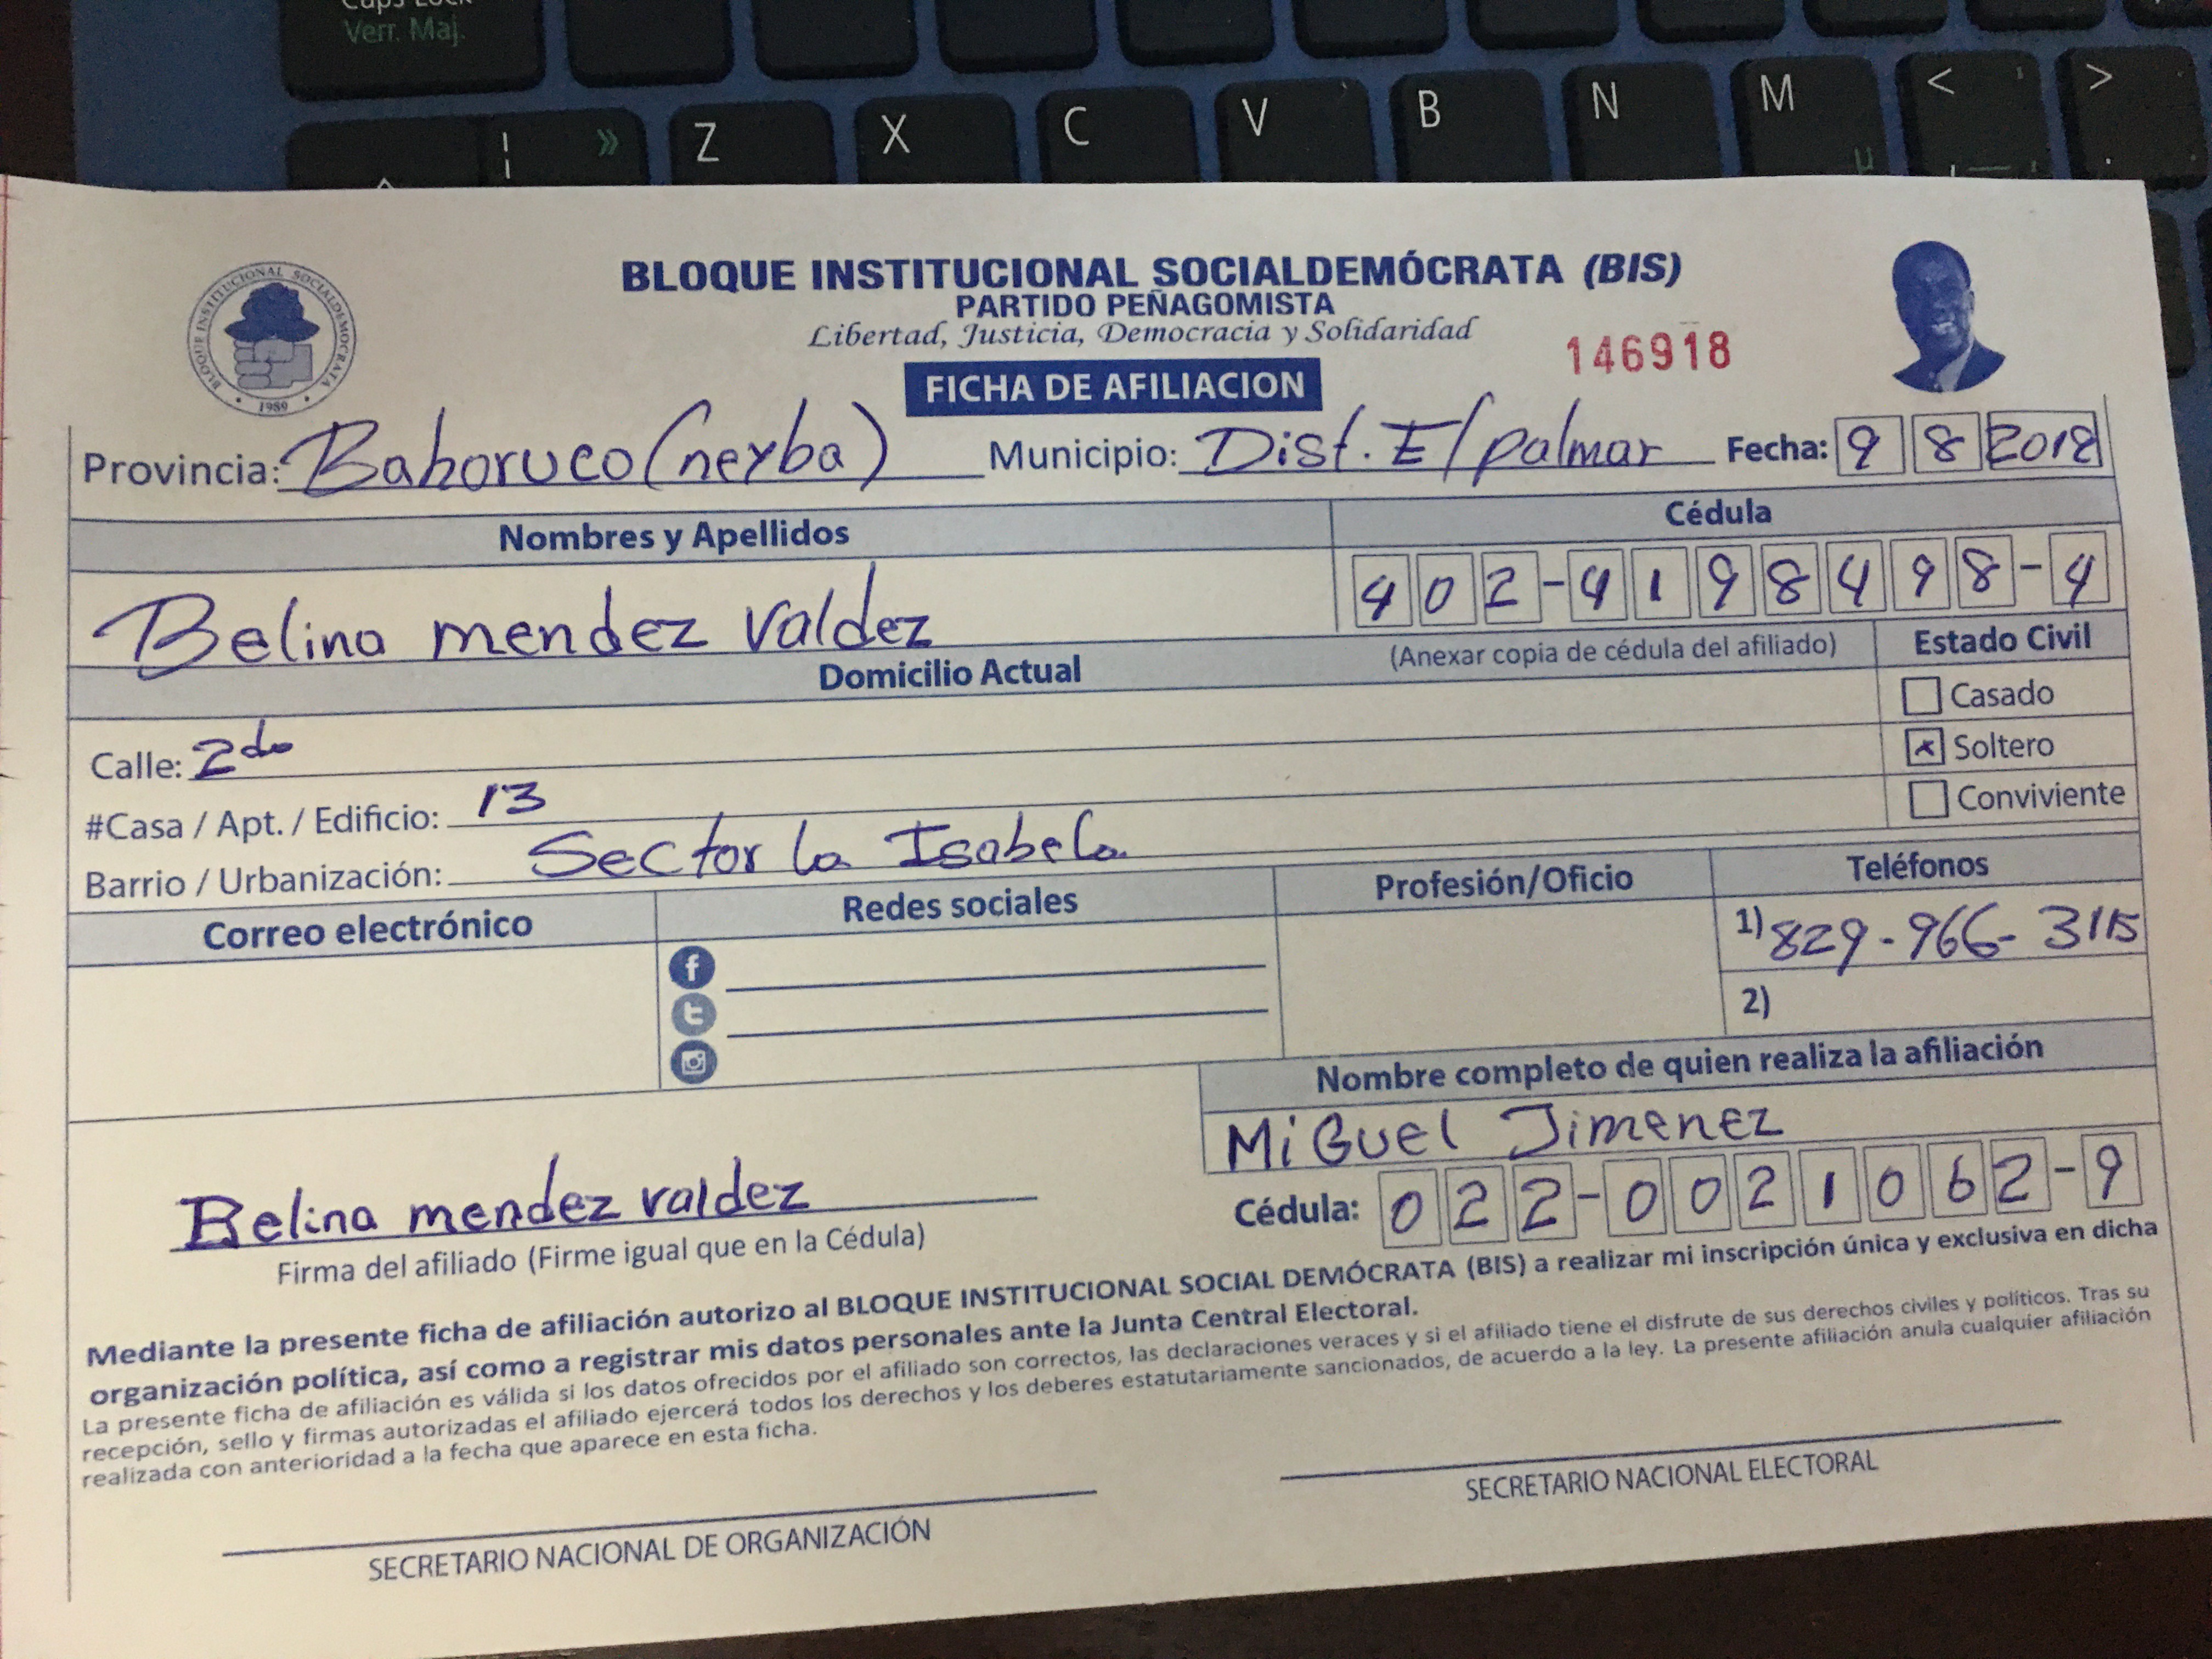 Caps Lock
Verr. Maj.
Z X C V B N M < >
µ
BLOQUE INSTITUCIONAL SOCIALDEMOCRATA
1989
BLOQUE INSTITUCIONAL SOCIALDEMÓCRATA (BIS)
PARTIDO PEÑAGOMISTA
Libertad, Justicia, Democracia y Solidaridad
146918
FICHA DE AFILIACION
Provincia: Bahoruco (neyba) Municipio: Dist. El palmar Fecha: 9 8 2018
Nombres y Apellidos Cédula
Belina mendez valdez 402-4198498-4
(Anexar copia de cédula del afiliado) Estado Civil
Domicilio Actual
Casado
Calle: 2da
x Soltero
#Casa / Apt. / Edificio: 13
Conviviente
Barrio / Urbanización: Sector la Isabela
Correo electrónico Redes sociales Profesión/Oficio Teléfonos
1) 829-966-3115
2)
Nombre completo de quien realiza la afiliación
MiGuel Jimenez
Cédula: 022-0021062-9
Belina mendez valdez
Firma del afiliado (Firme igual que en la Cédula)
Mediante la presente ficha de afiliación autorizo al BLOQUE INSTITUCIONAL SOCIAL DEMÓCRATA (BIS) a realizar mi inscripción única y exclusiva en dicha
organización política, así como a registrar mis datos personales ante la Junta Central Electoral.
La presente ficha de afiliación es válida si los datos ofrecidos por el afiliado son correctos, las declaraciones veraces y si el afiliado tiene el disfrute de sus derechos civiles y políticos. Tras su
recepción, sello y firmas autorizadas el afiliado ejercerá todos los derechos y los deberes estatutariamente sancionados, de acuerdo a la ley. La presente afiliación anula cualquier afiliación
realizada con anterioridad a la fecha que aparece en esta ficha.
SECRETARIO NACIONAL DE ORGANIZACIÓN SECRETARIO NACIONAL ELECTORAL